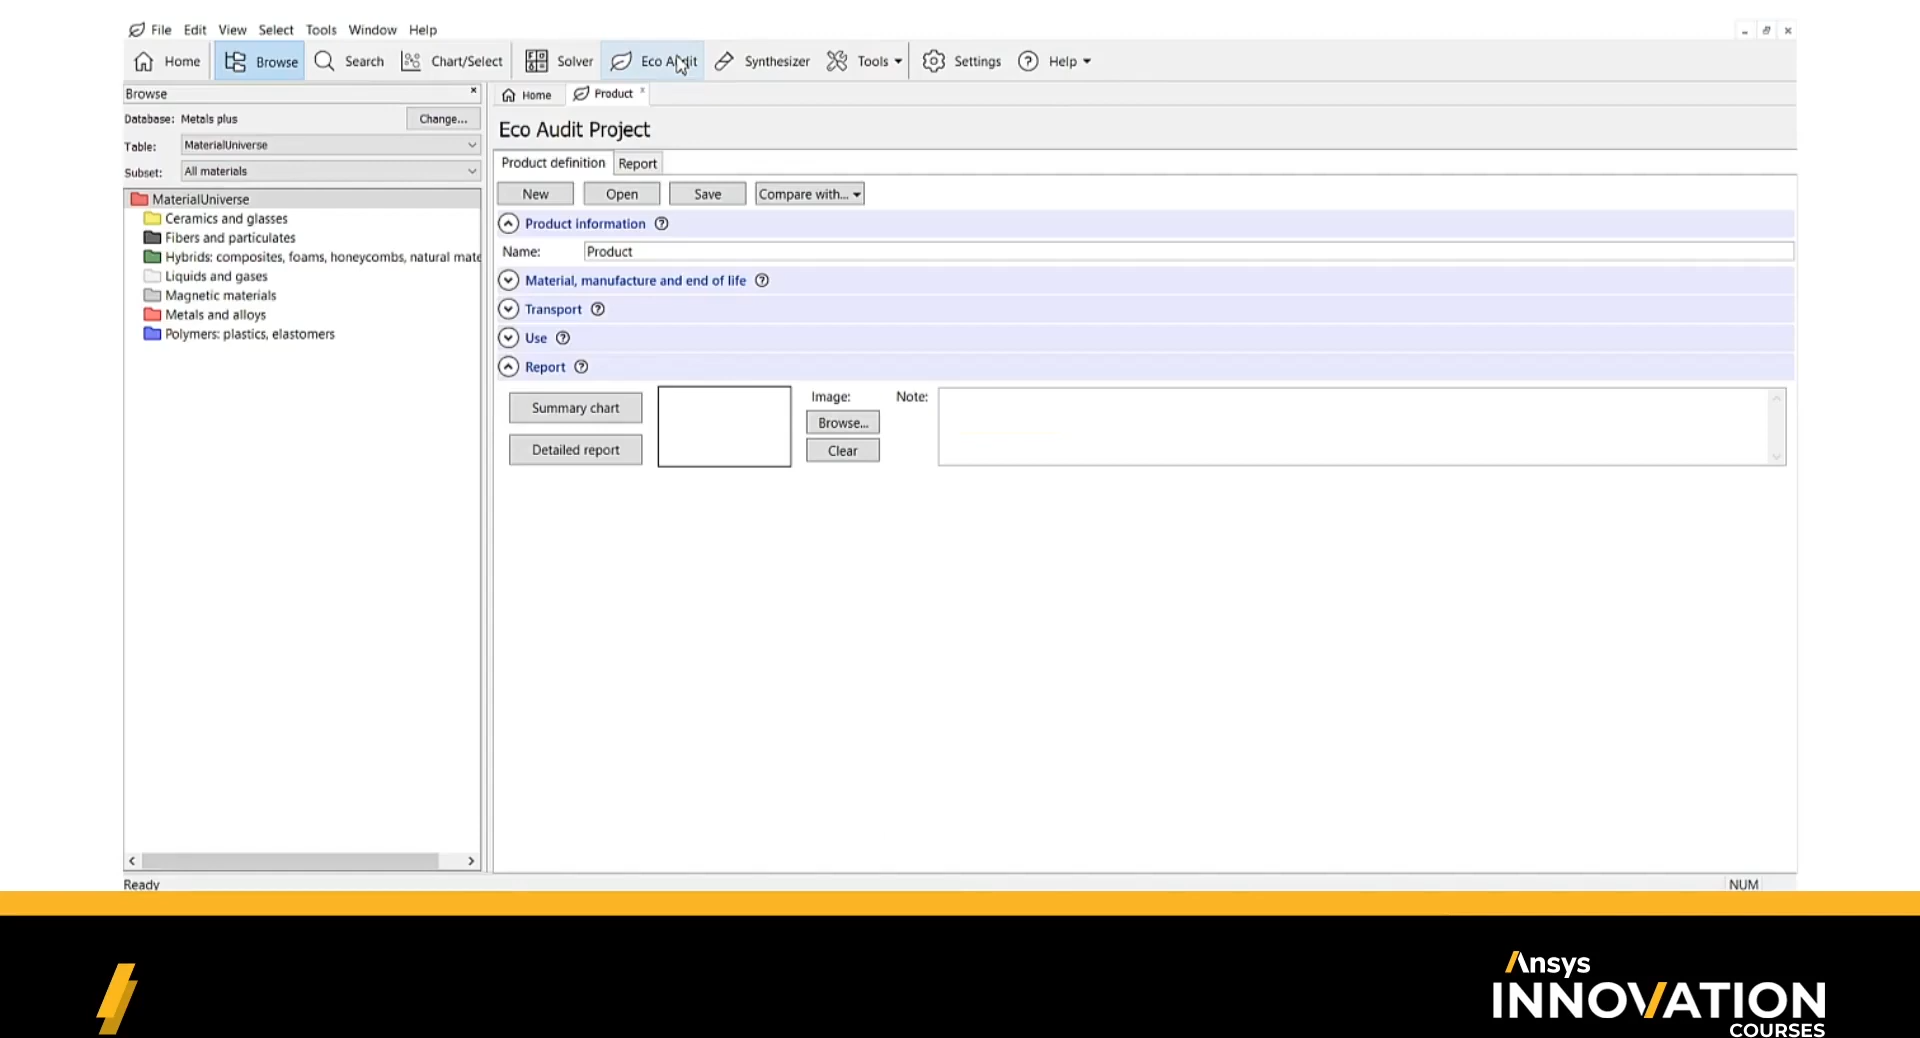 File Edit View Select Tools Window Help
Home Browse Search Chart/Select Solver Eco Audit Synthesizer Tools Settings Help
Browse
Database: Metals plus Change...
Table: MaterialUniverse
Subset: All materials
MaterialUniverse
Ceramics and glasses
Fibers and particulates
Hybrids: composites, foams, honeycombs, natural mate
Liquids and gases
Magnetic materials
Metals and alloys
Polymers: plastics, elastomers
Home Product
Eco Audit Project
Product definition Report
New Open Save Compare with...
Product information
Name: Product
Material, manufacture and end of life
Transport
Use
Report
Summary chart Image: Note:
Browse...
Detailed report Clear
Ready NUM
Ansys
INNOVATION
COURSES